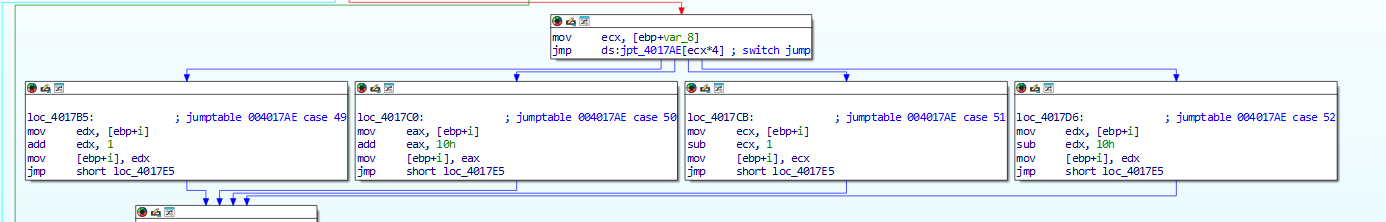 mov ecx, [ebp+var_8]
jmp ds:jpt_4017AE[ecx*4] ; switch jump
loc_4017B5: ; jumptable 004017AE case 49
mov edx, [ebp+i]
add edx, 1
mov [ebp+i], edx
jmp short loc_4017E5
loc_4017C0: ; jumptable 004017AE case 50
mov eax, [ebp+i]
add eax, 10h
mov [ebp+i], eax
jmp short loc_4017E5
loc_4017CB: ; jumptable 004017AE case 51
mov ecx, [ebp+i]
sub ecx, 1
mov [ebp+i], ecx
jmp short loc_4017E5
loc_4017D6: ; jumptable 004017AE case 52
mov edx, [ebp+i]
sub edx, 10h
mov [ebp+i], edx
jmp short loc_4017E5